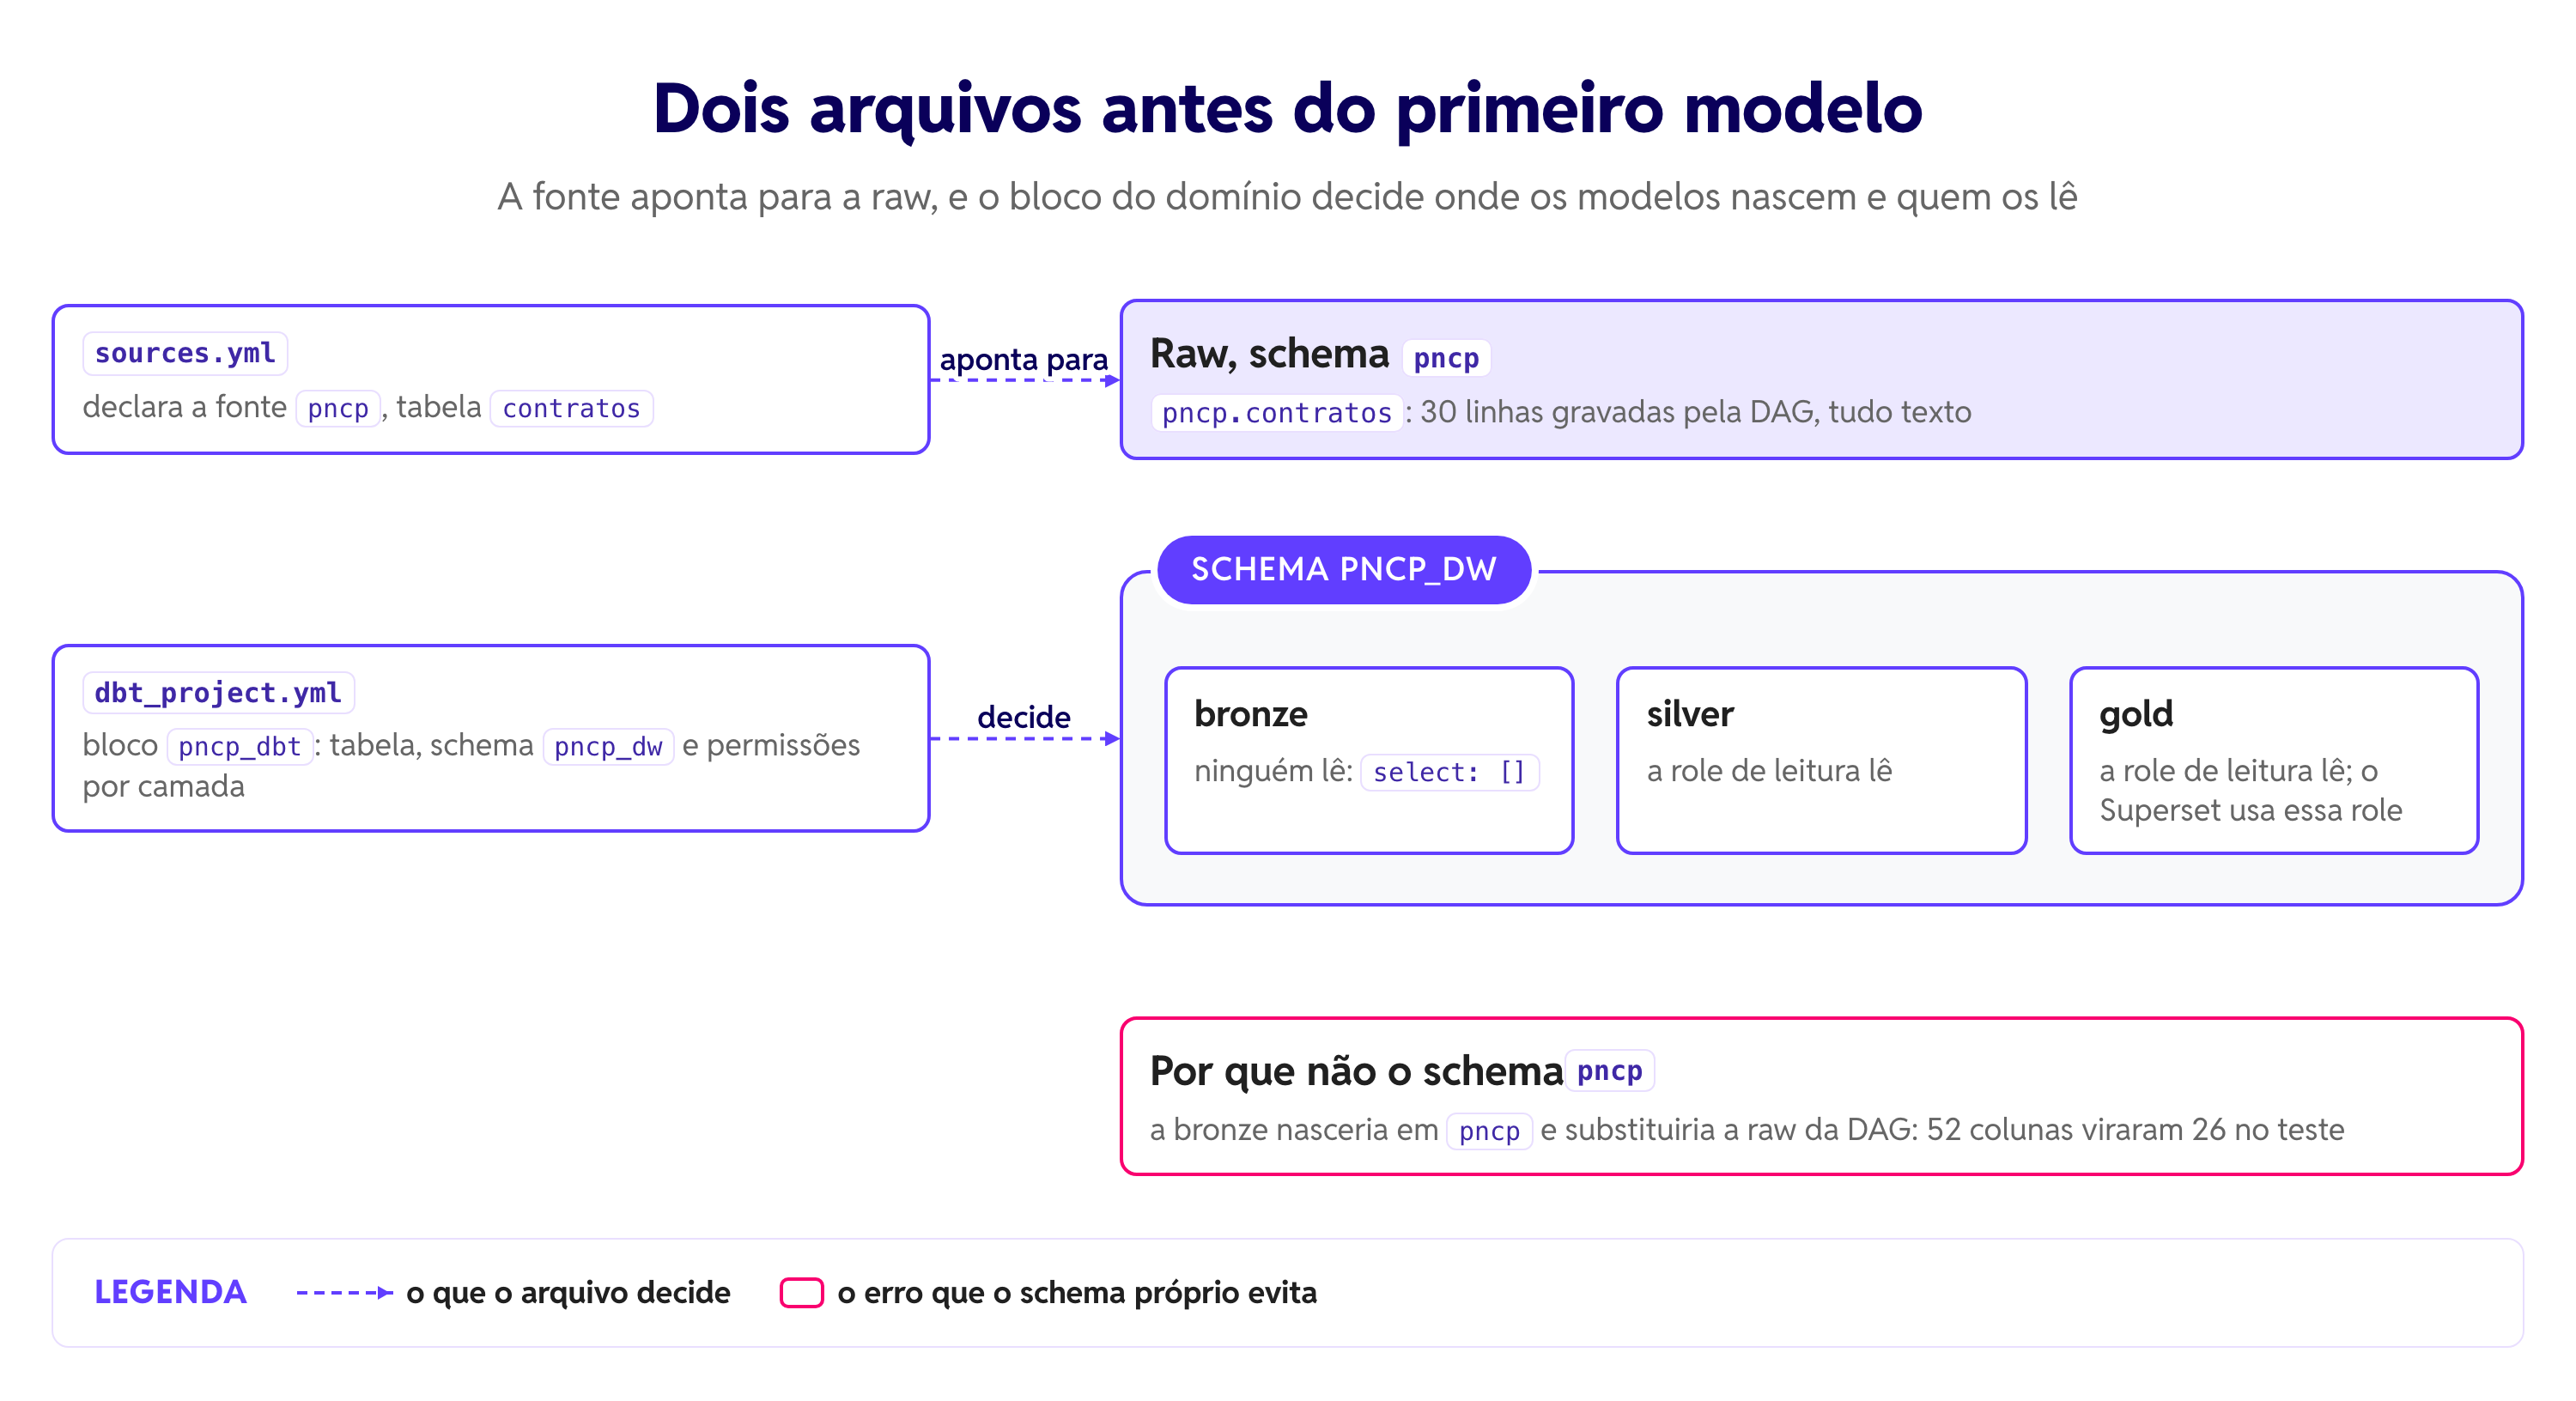 Dois arquivos antes do primeiro modelo
A fonte aponta para a raw, e o bloco do domínio decide onde os modelos nascem e quem os lê
sources.yml
declara a fonte pncp, tabela contratos
aponta para
Raw, schema pncp
pncp.contratos: 30 linhas gravadas pela DAG, tudo texto
SCHEMA PNCP_DW
dbt_project.yml
bloco pncp_dbt: tabela, schema pncp_dw e permissões
por camada
decide
bronze
ninguém lê: select: []
silver
a role de leitura lê
gold
a role de leitura lê; o
Superset usa essa role
Por que não o schema pncp
a bronze nasceria em pncp e substituiria a raw da DAG: 52 colunas viraram 26 no teste
LEGENDA
o que o arquivo decide
o erro que o schema próprio evita